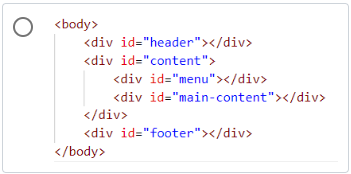 <body>
<div id="header"></div>
<div id="content">
<div id="menu"></div>
<div id="main-content"></div>
</div>
<div id="footer"></div>
</body>